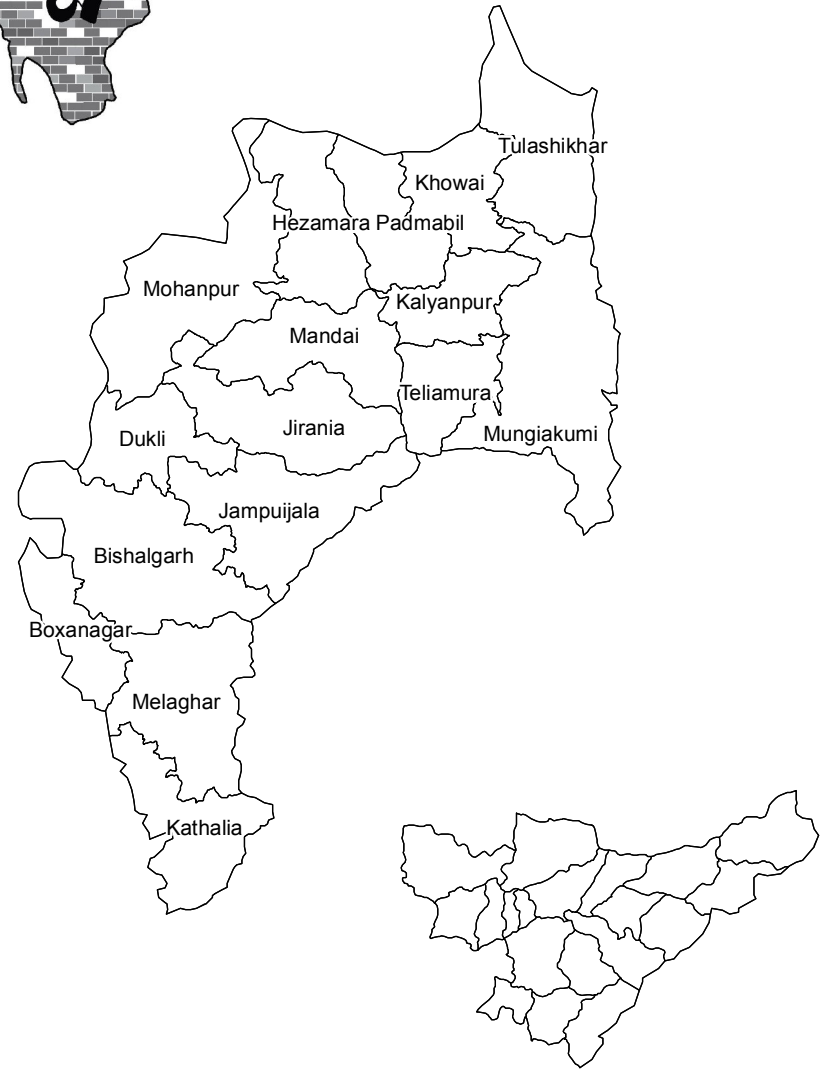 Tulashikhar
Khowai
Hezamara Padmabil
Mohanpur
Kalyanpur
Mandai
Teliamura
Jirania
Dukli
Mungiakumi
Jampuijala
Bishalgarh
Boxanagar
Melaghar
Kathalia